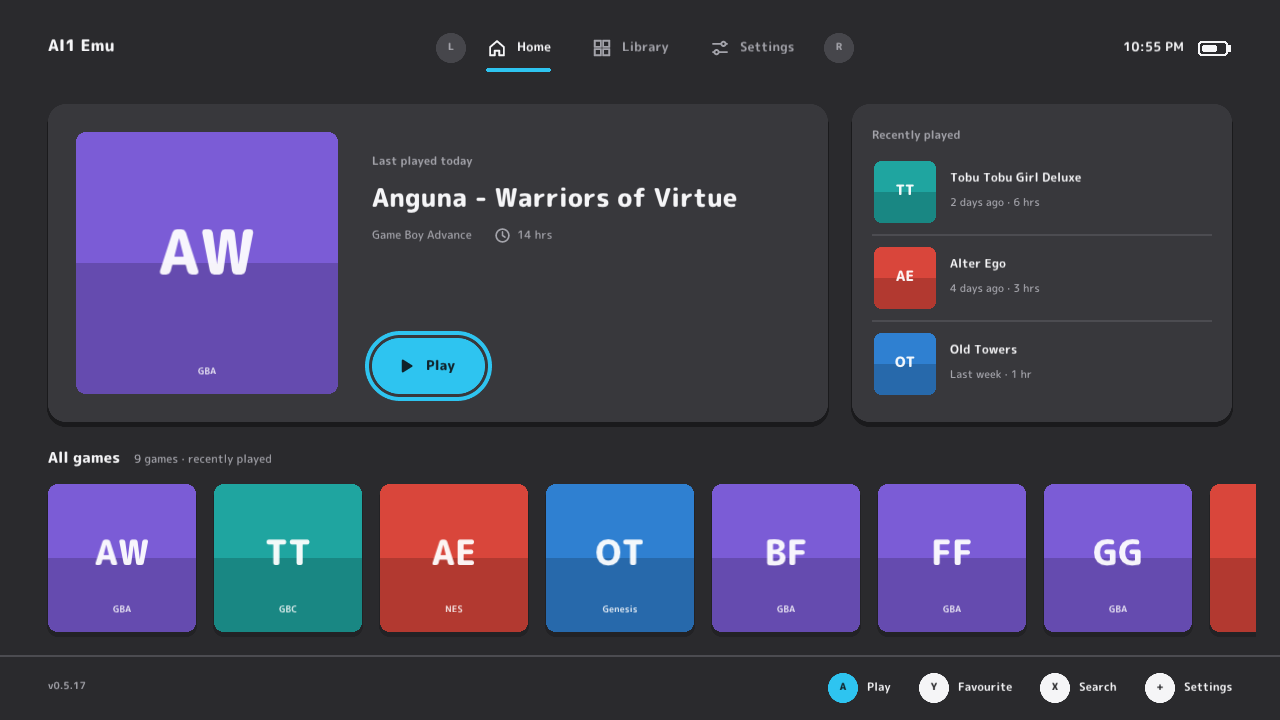 AI1 Emu
L
Home
Library
Settings
R
10:55 PM
AW
GBA
Last played today
Anguna - Warriors of Virtue
Game Boy Advance
14 hrs
Play
Recently played
TT
Tobu Tobu Girl Deluxe
2 days ago · 6 hrs
AE
Alter Ego
4 days ago · 3 hrs
OT
Old Towers
Last week · 1 hr
All games
9 games · recently played
AW
GBA
TT
GBC
AE
NES
OT
Genesis
BF
GBA
FF
GBA
GG
GBA
v0.5.17
A
Play
Y
Favourite
X
Search
+
Settings